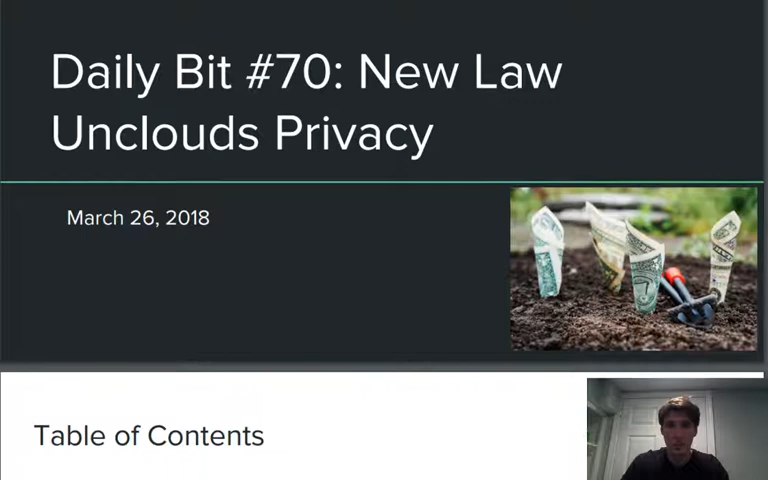 Daily Bit #70: New Law
Unclouds Privacy
March 26, 2018
Table of Contents